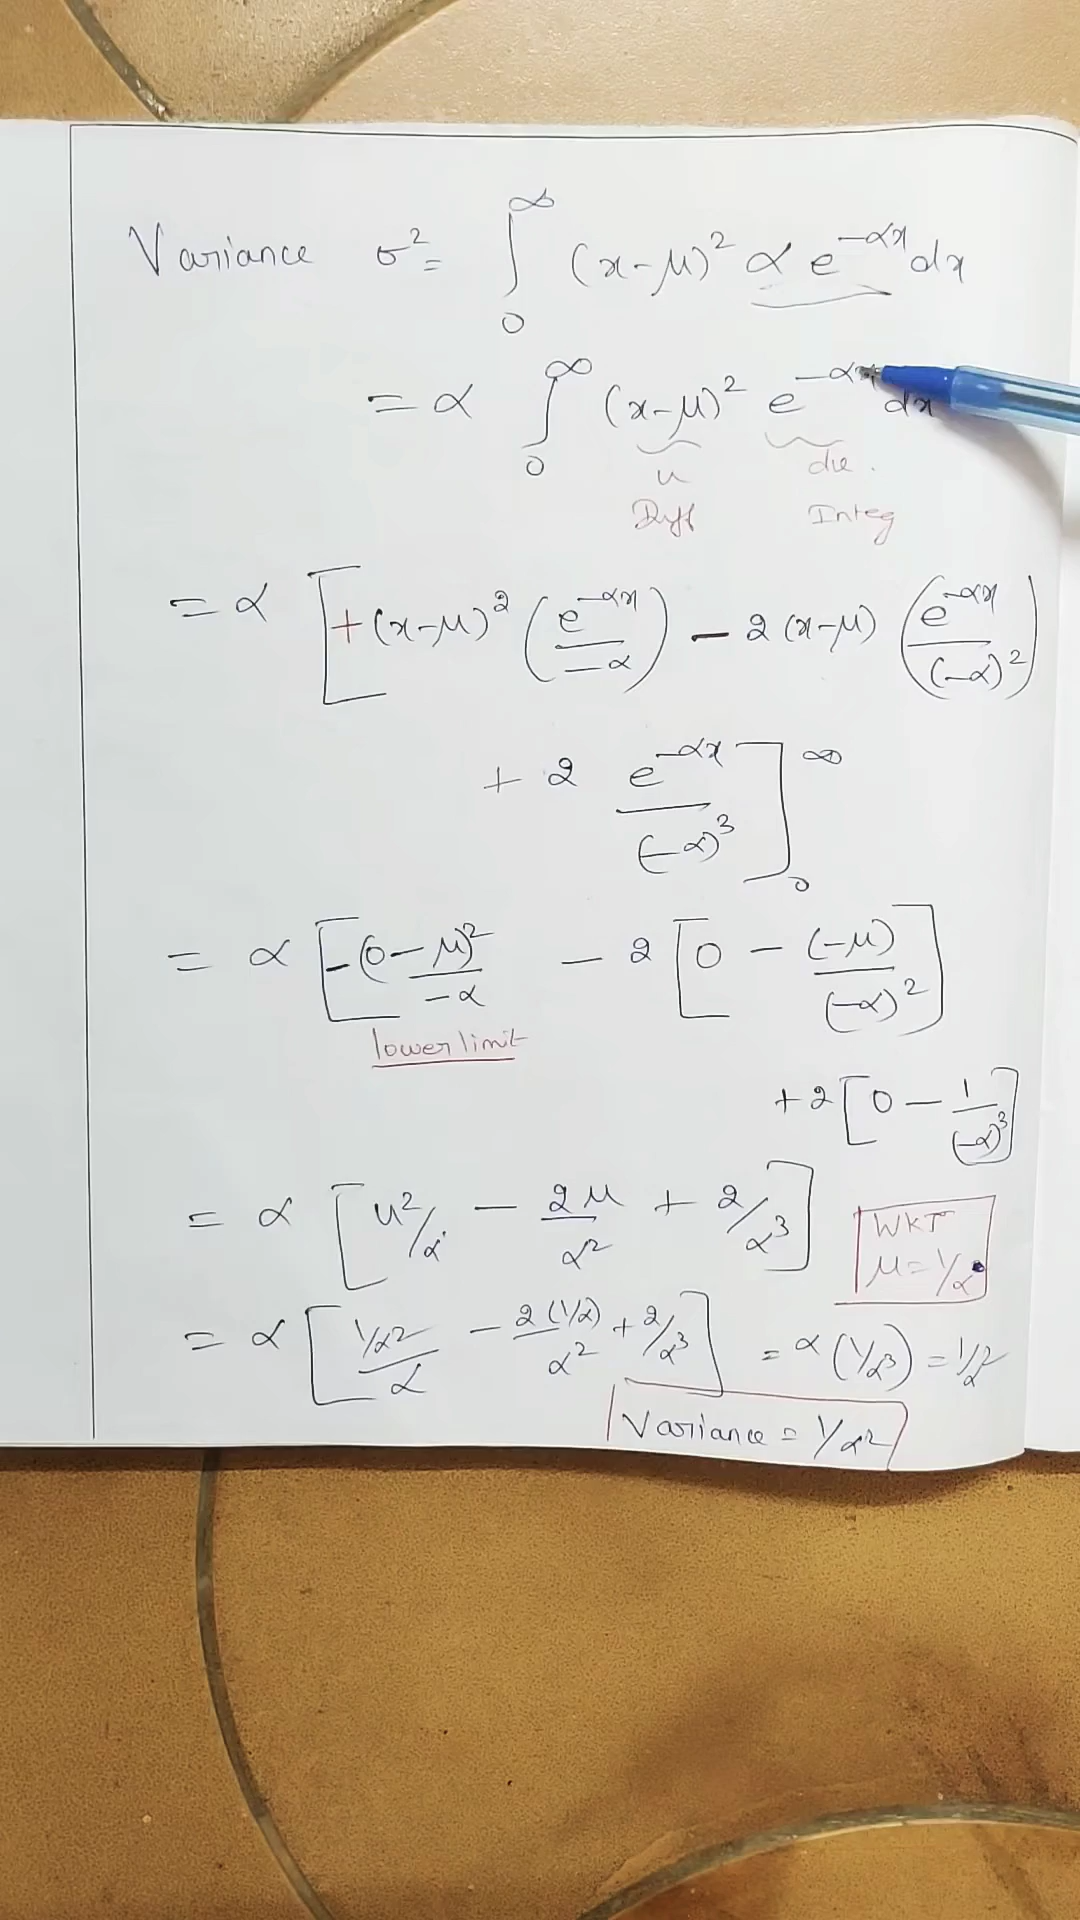 Variance σ² = ∫₀^∞ (x-μ)² α e^{-αx} dx
= α ∫₀^∞ (x-μ)² e^{-αx} dx
u dv.
Diff Integ
= α [+(x-μ)² (e^{-αx}/-α) - 2(x-μ) (e^{-αx}/(-α)²)
+ 2 e^{-αx}/(-α)³]₀^∞
= α [-(0-μ)²/-α - 2[0 - (-μ)/(-α)²]
lower limit
+2[0 - 1/(-α)³]
= α [μ²/α - 2μ/α² + 2/α³]
WKT
μ = 1/α
= α [1/α²/α - 2(1/α)/α² + 2/α³] = α(1/α³) = 1/α²
Variance = 1/α²